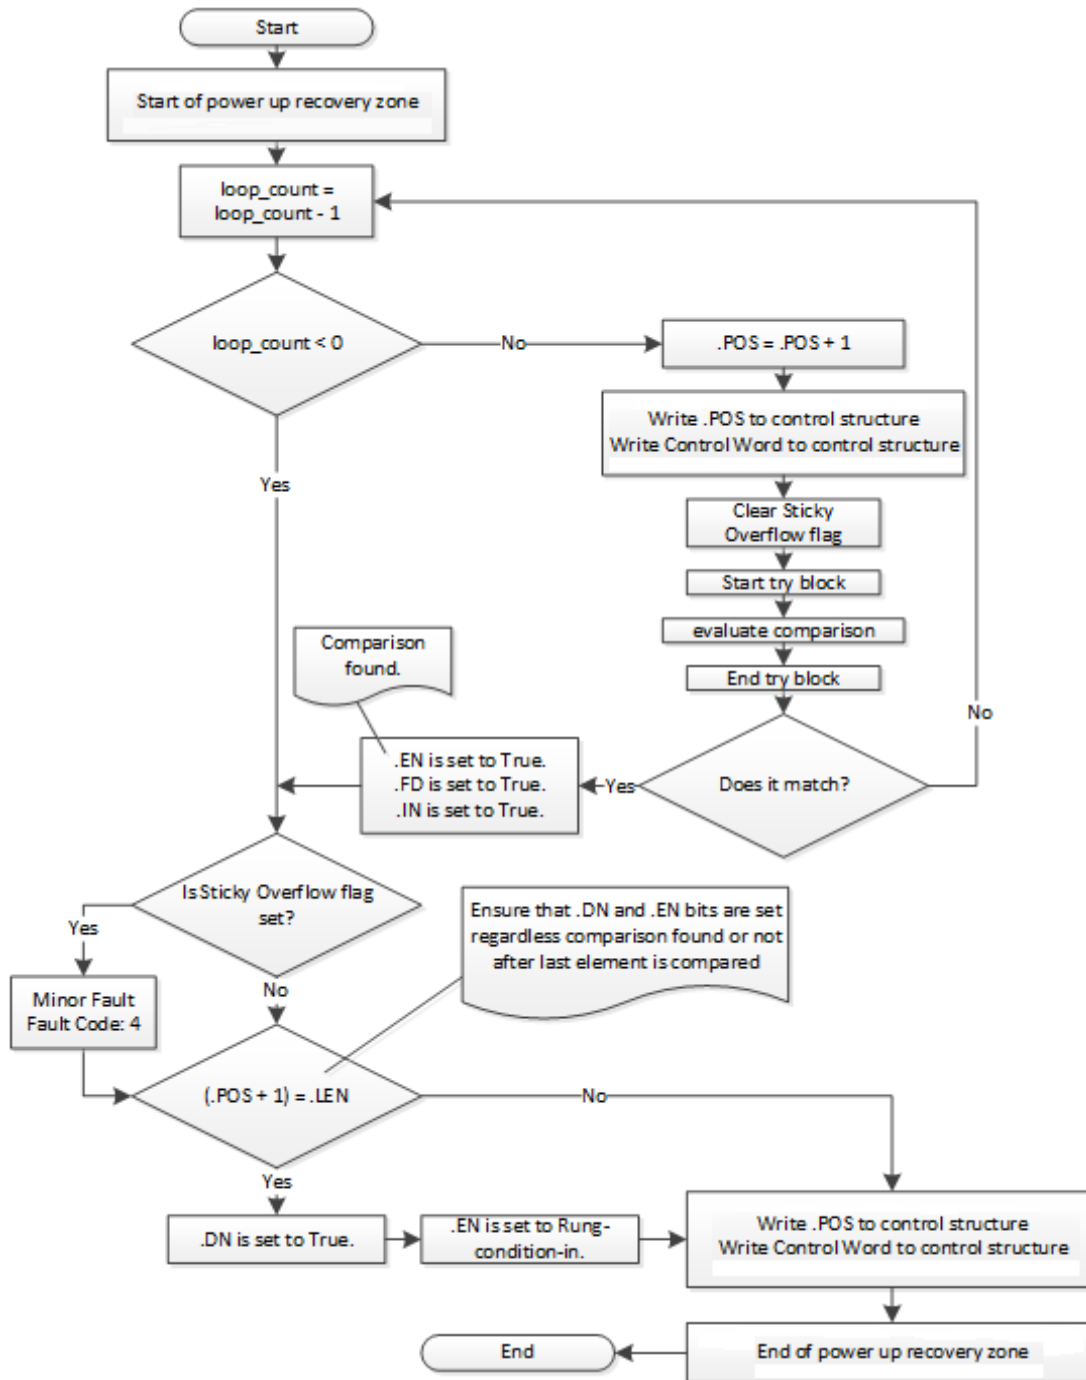 Start
Start of power up recovery zone
loop_count =
loop_count - 1
loop_count < 0
No
.POS = .POS + 1
Write .POS to control structure
Write Control Word to control structure
Yes
Clear Sticky
Overflow flag
Start try block
evaluate comparison
End try block
Comparison
found.
No
.EN is set to True.
.FD is set to True.
.IN is set to True.
Yes
Does it match?
Is Sticky Overflow flag
set?
Yes
Ensure that .DN and .EN bits are set
regardless comparison found or not
after last element is compared
No
Minor Fault
Fault Code: 4
(.POS + 1) = .LEN
No
Yes
.DN is set to True.
.EN is set to Rung-
condition-in.
Write .POS to control structure
Write Control Word to control structure
End
End of power up recovery zone